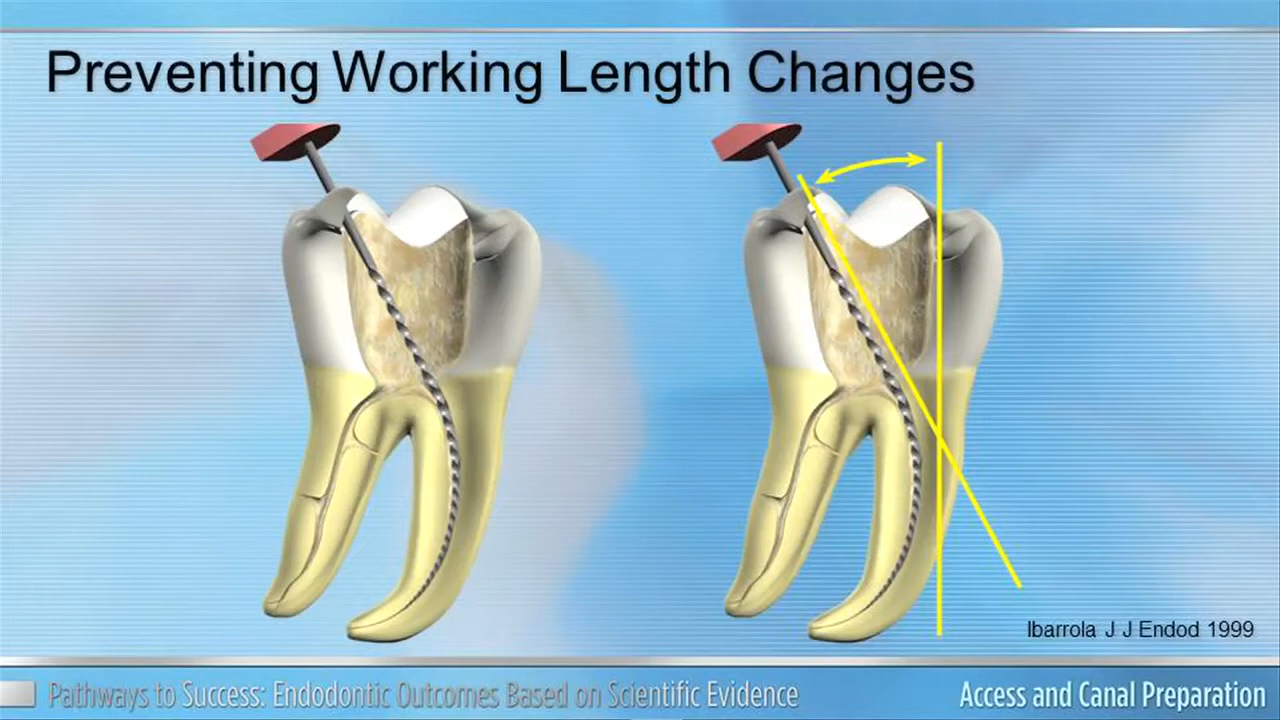 Preventing Working Length Changes
Ibarrola J J Endod 1999
Pathways to Success: Endodontic Outcomes Based on Scientific Evidence
Access and Canal Preparation